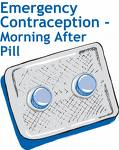 Emergency
Contraception -
Morning After
Pill